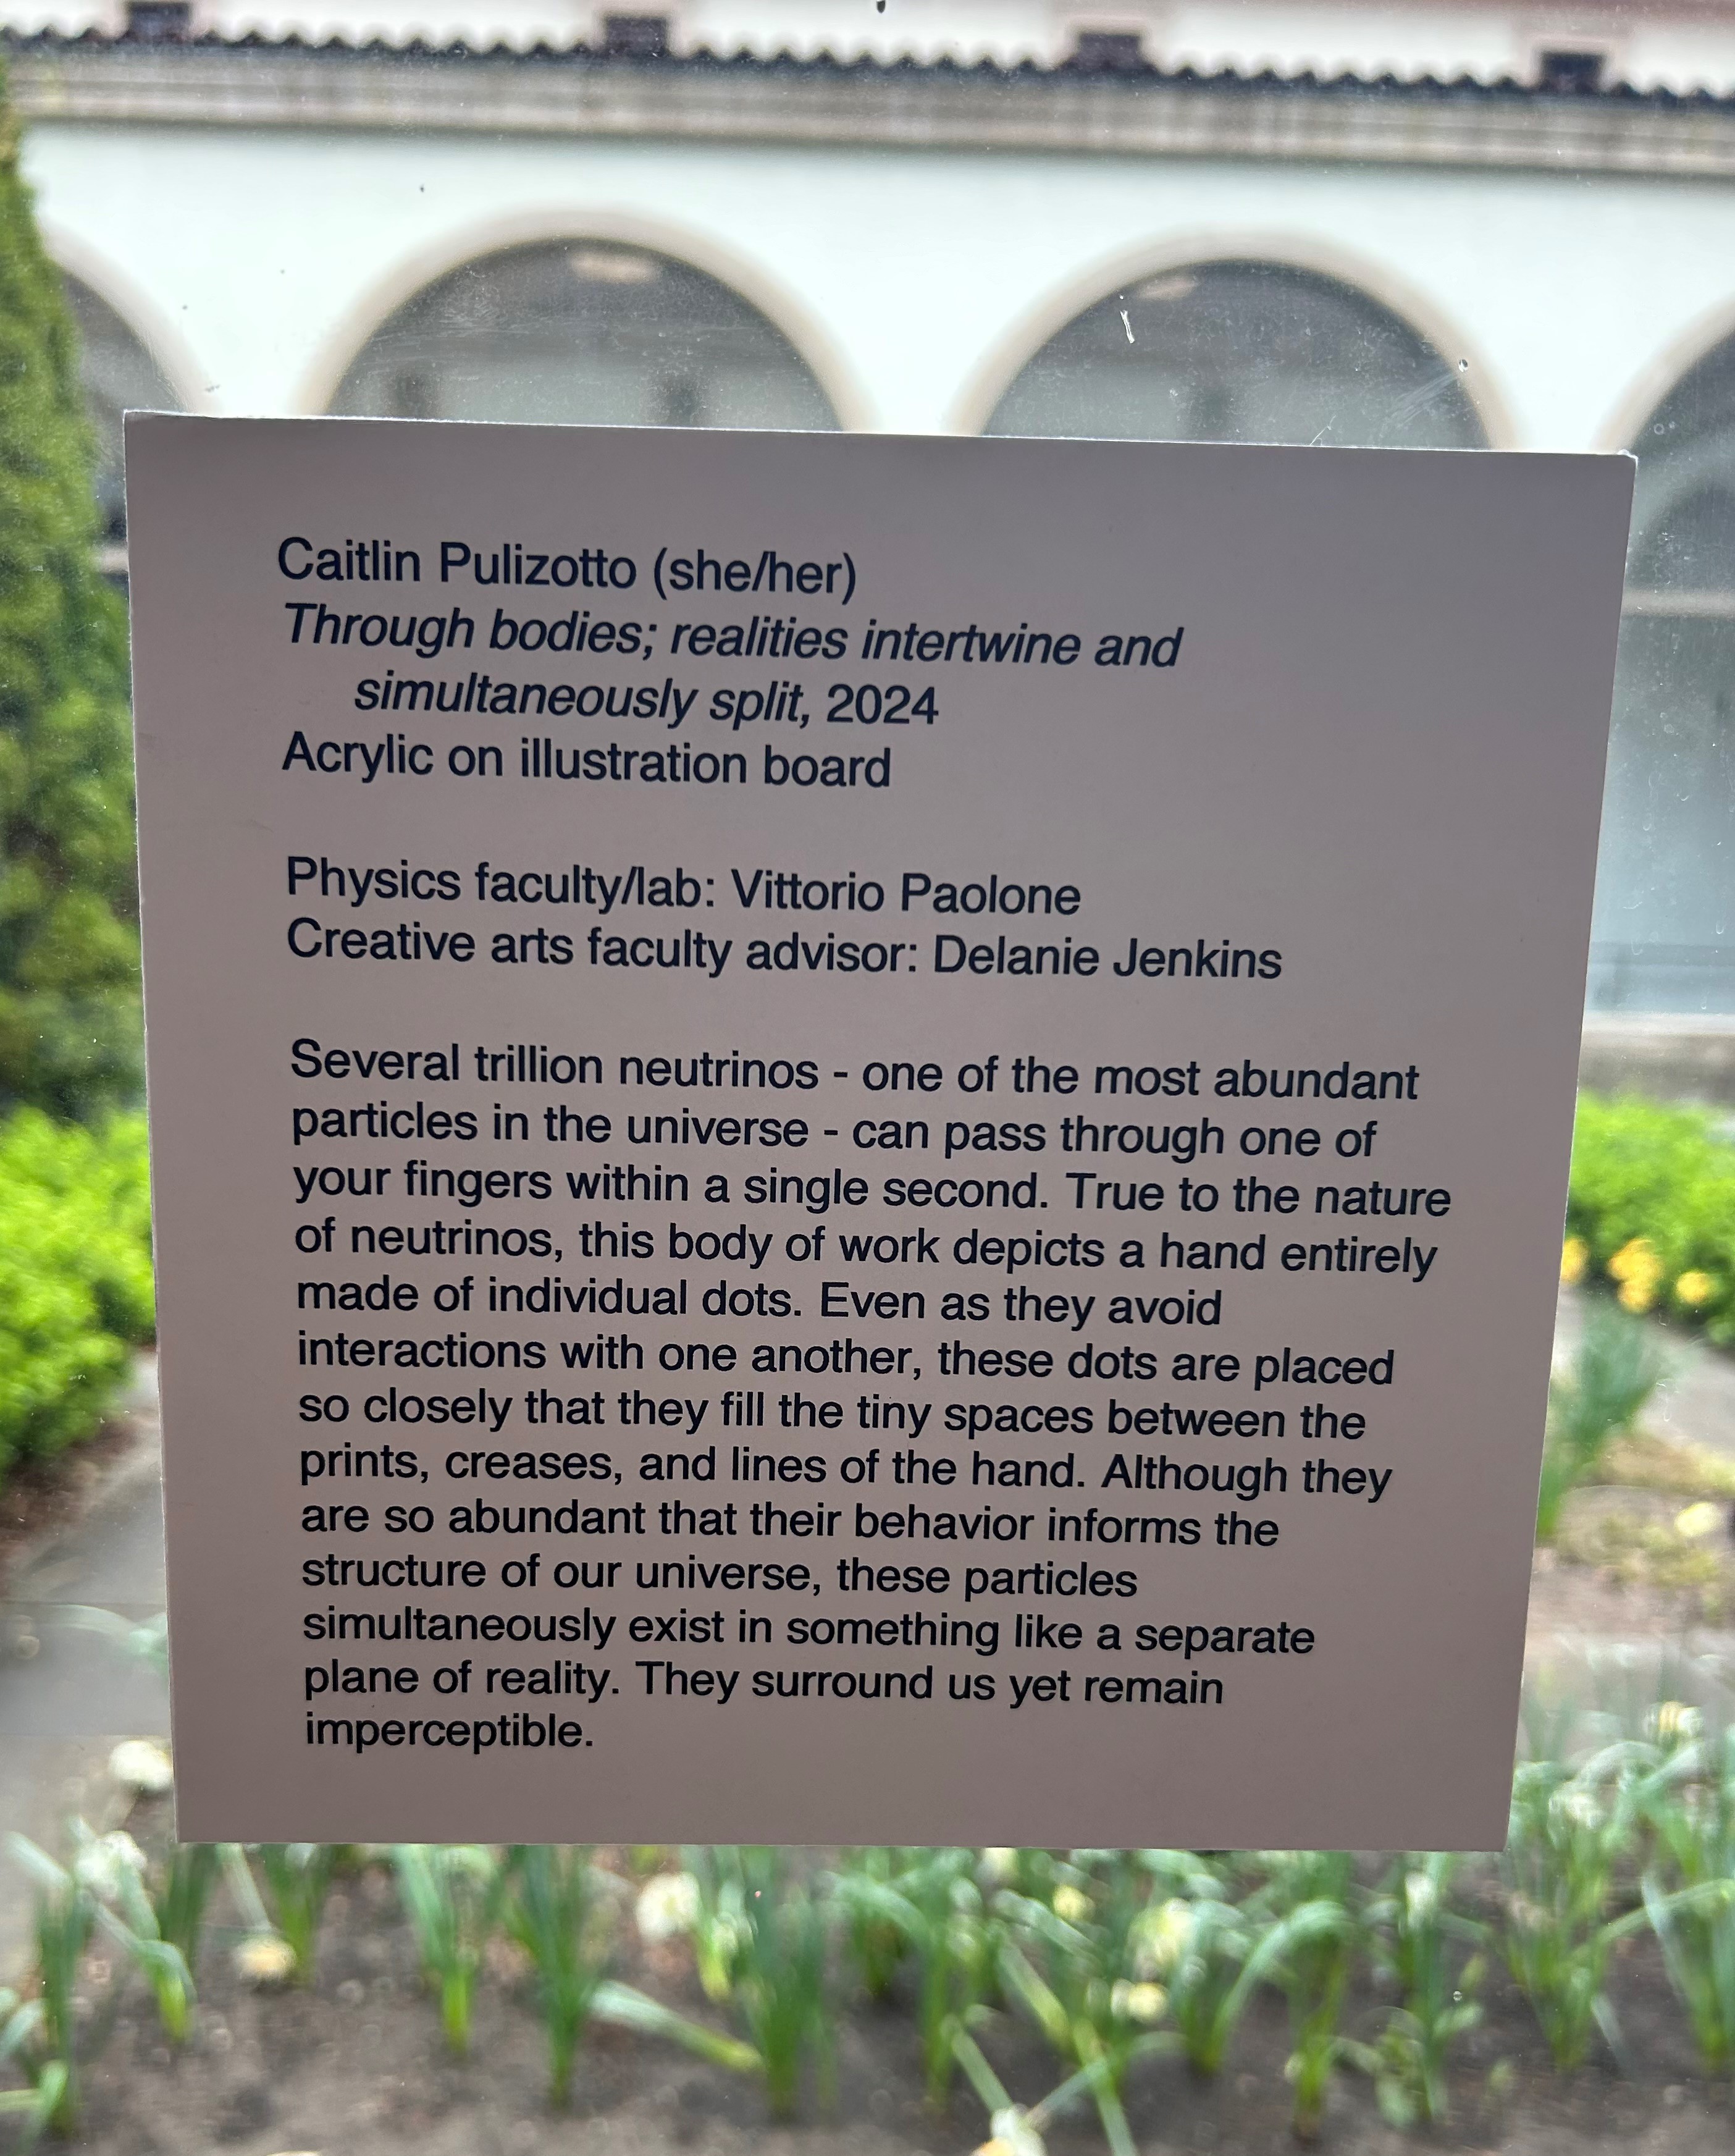 Caitlin Pulizotto (she/her)
Through bodies; realities intertwine and
simultaneously split, 2024
Acrylic on illustration board
Physics faculty/lab: Vittorio Paolone
Creative arts faculty advisor: Delanie Jenkins
Several trillion neutrinos - one of the most abundant
particles in the universe - can pass through one of
your fingers within a single second. True to the nature
of neutrinos, this body of work depicts a hand entirely
made of individual dots. Even as they avoid
interactions with one another, these dots are placed
so closely that they fill the tiny spaces between the
prints, creases, and lines of the hand. Although they
are so abundant that their behavior informs the
structure of our universe, these particles
simultaneously exist in something like a separate
plane of reality. They surround us yet remain
imperceptible.